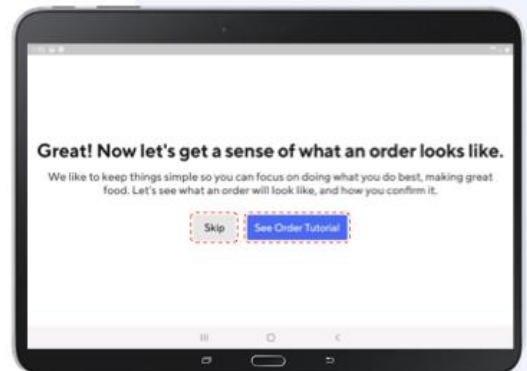 Great! Now let's get a sense of what an order looks like.
We like to keep things simple so you can focus on doing what you do best, making great
food. Let's see what an order will look like, and how you confirm it.
Skip
See Order Tutorial